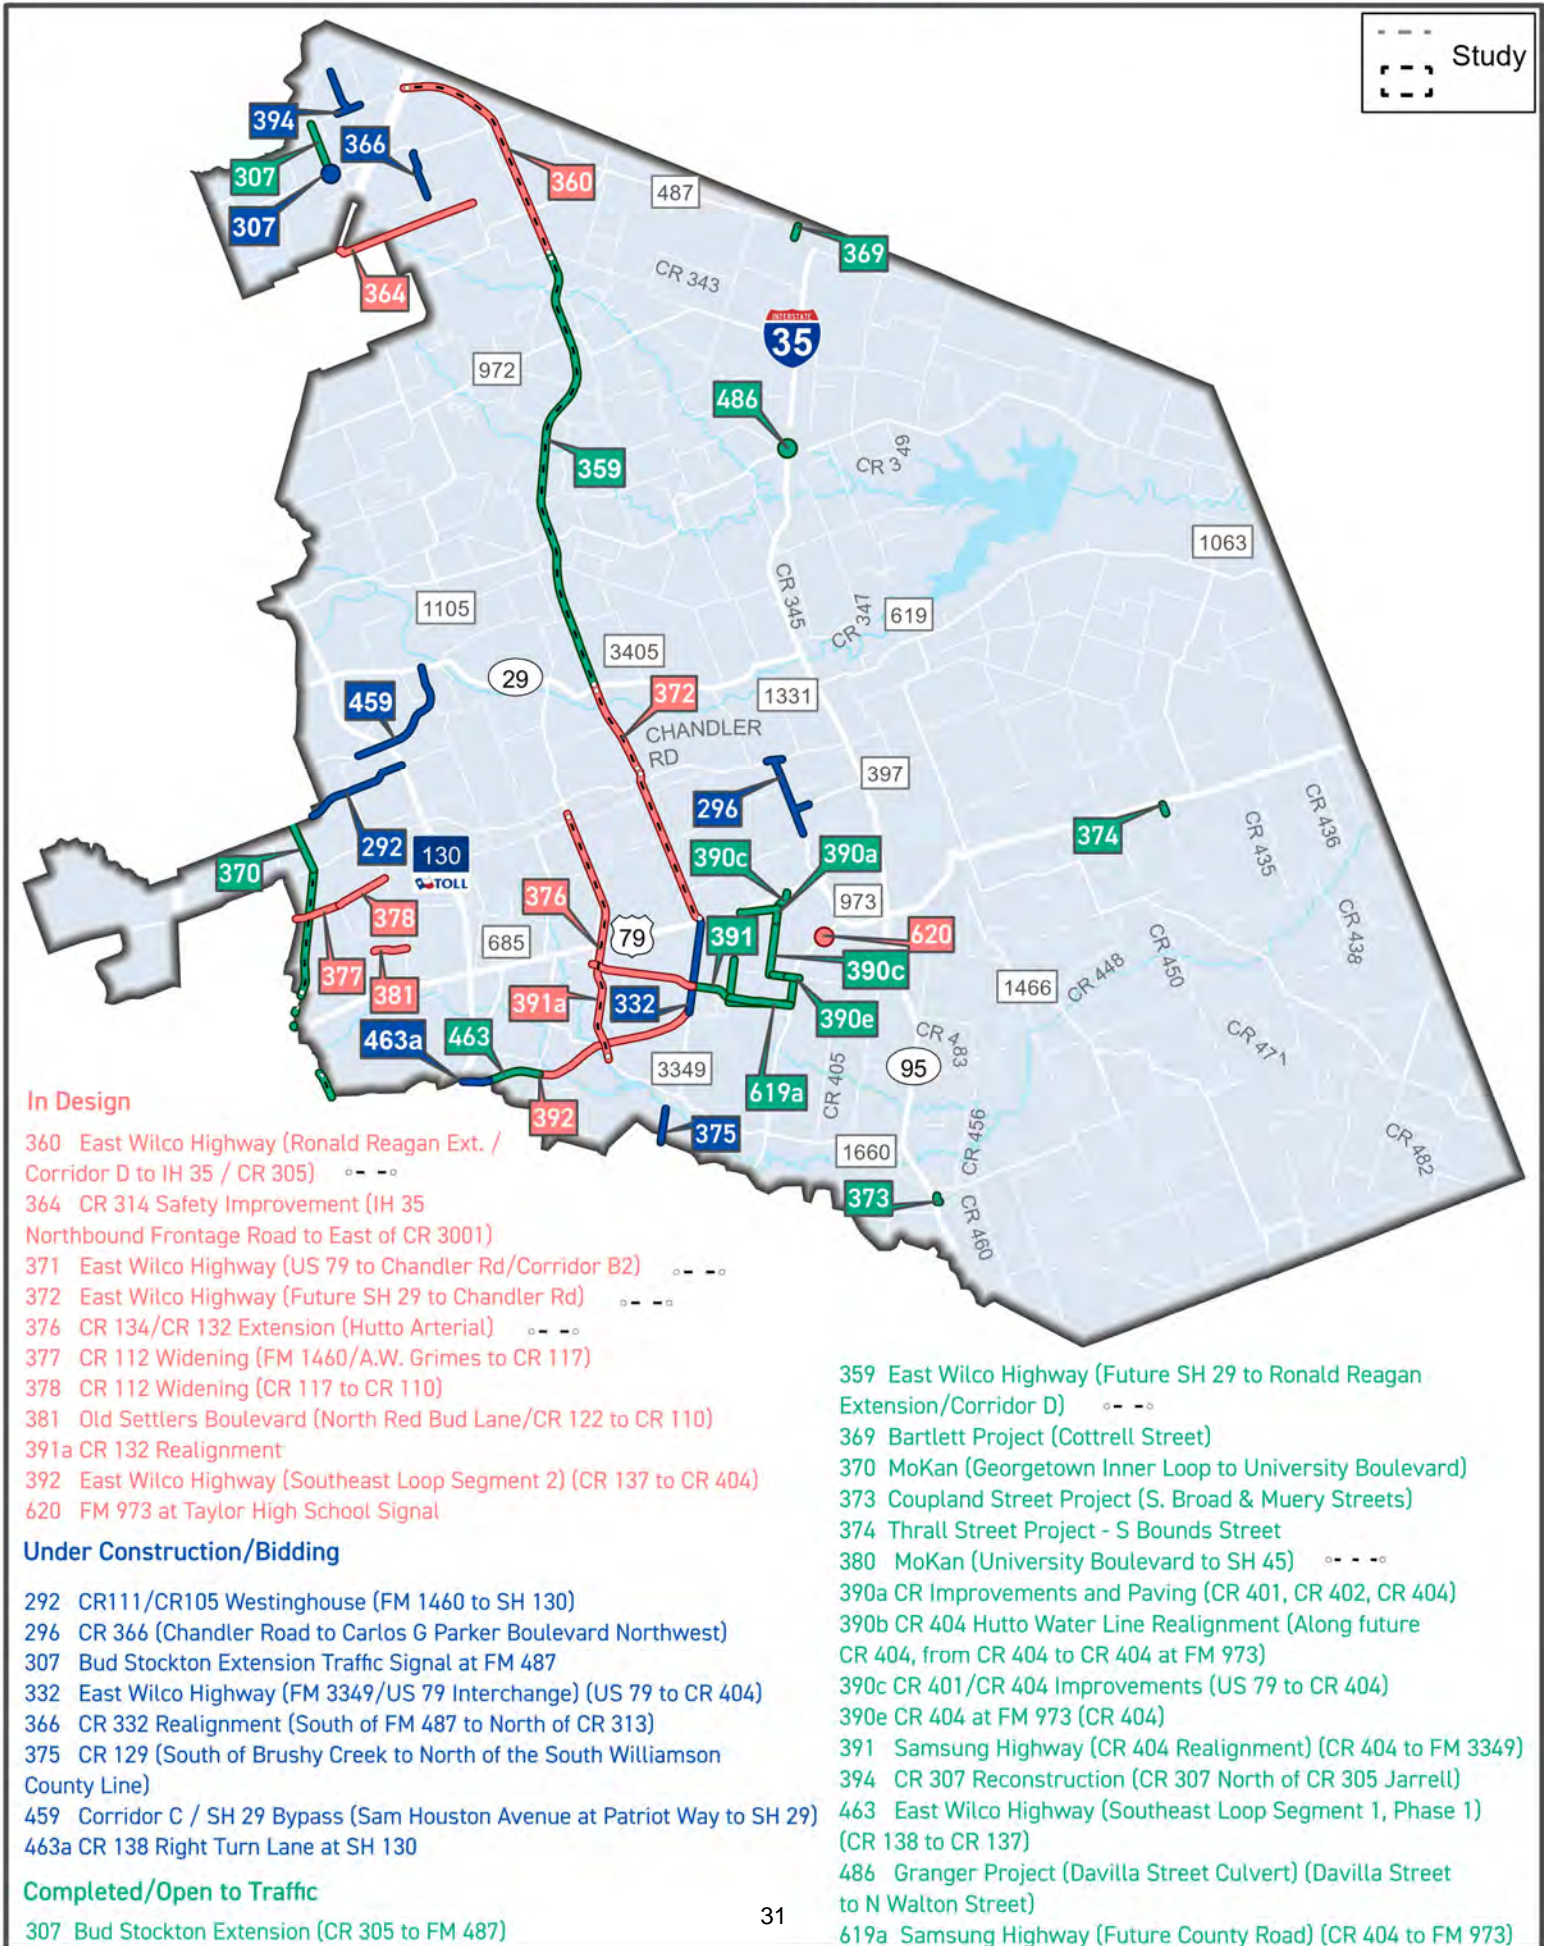 Study
394
366
307
307
360
487
369
364
CR 343
INTERSTATE
35
972
486
CR 349
359
1063
CR 345
1105
CR 347
619
3405
29
372
1331
459
CHANDLER
RD
397
296
CR 436
374
CR 435
292
130
TOLL
390c
390a
370
376
973
378
79
391
620
685
CR 438
CR 450
390c
377
381
CR 448
1466
391a
332
390e
463a
463
CR 483
CR 471
3349
95
619a
CR 405
392
375
CR 456
1660
CR 482
373
CR 460
In Design
360 East Wilco Highway (Ronald Reagan Ext. /
Corridor D to IH 35 / CR 305)
364 CR 314 Safety Improvement (IH 35
Northbound Frontage Road to East of CR 3001)
371 East Wilco Highway (US 79 to Chandler Rd/Corridor B2)
372 East Wilco Highway (Future SH 29 to Chandler Rd)
376 CR 134/CR 132 Extension (Hutto Arterial)
377 CR 112 Widening (FM 1460/A.W. Grimes to CR 117)
378 CR 112 Widening (CR 117 to CR 110)
381 Old Settlers Boulevard (North Red Bud Lane/CR 122 to CR 110)
391a CR 132 Realignment
392 East Wilco Highway (Southeast Loop Segment 2) (CR 137 to CR 404)
620 FM 973 at Taylor High School Signal
Under Construction/Bidding
292 CR111/CR105 Westinghouse (FM 1460 to SH 130)
296 CR 366 (Chandler Road to Carlos G Parker Boulevard Northwest)
307 Bud Stockton Extension Traffic Signal at FM 487
332 East Wilco Highway (FM 3349/US 79 Interchange) (US 79 to CR 404)
366 CR 332 Realignment (South of FM 487 to North of CR 313)
375 CR 129 (South of Brushy Creek to North of the South Williamson
County Line)
459 Corridor C / SH 29 Bypass (Sam Houston Avenue at Patriot Way to SH 29)
463a CR 138 Right Turn Lane at SH 130
Completed/Open to Traffic
307 Bud Stockton Extension (CR 305 to FM 487)
359 East Wilco Highway (Future SH 29 to Ronald Reagan
Extension/Corridor D)
369 Bartlett Project (Cottrell Street)
370 MoKan (Georgetown Inner Loop to University Boulevard)
373 Coupland Street Project (S. Broad & Muery Streets)
374 Thrall Street Project - S Bounds Street
380 MoKan (University Boulevard to SH 45)
390a CR Improvements and Paving (CR 401, CR 402, CR 404)
390b CR 404 Hutto Water Line Realignment (Along future
CR 404, from CR 404 to CR 404 at FM 973)
390c CR 401/CR 404 Improvements (US 79 to CR 404)
390e CR 404 at FM 973 (CR 404)
391 Samsung Highway (CR 404 Realignment) (CR 404 to FM 3349)
394 CR 307 Reconstruction (CR 307 North of CR 305 Jarrell)
463 East Wilco Highway (Southeast Loop Segment 1, Phase 1)
(CR 138 to CR 137)
486 Granger Project (Davilla Street Culvert) (Davilla Street
to N Walton Street)
619a Samsung Highway (Future County Road) (CR 404 to FM 973)
31